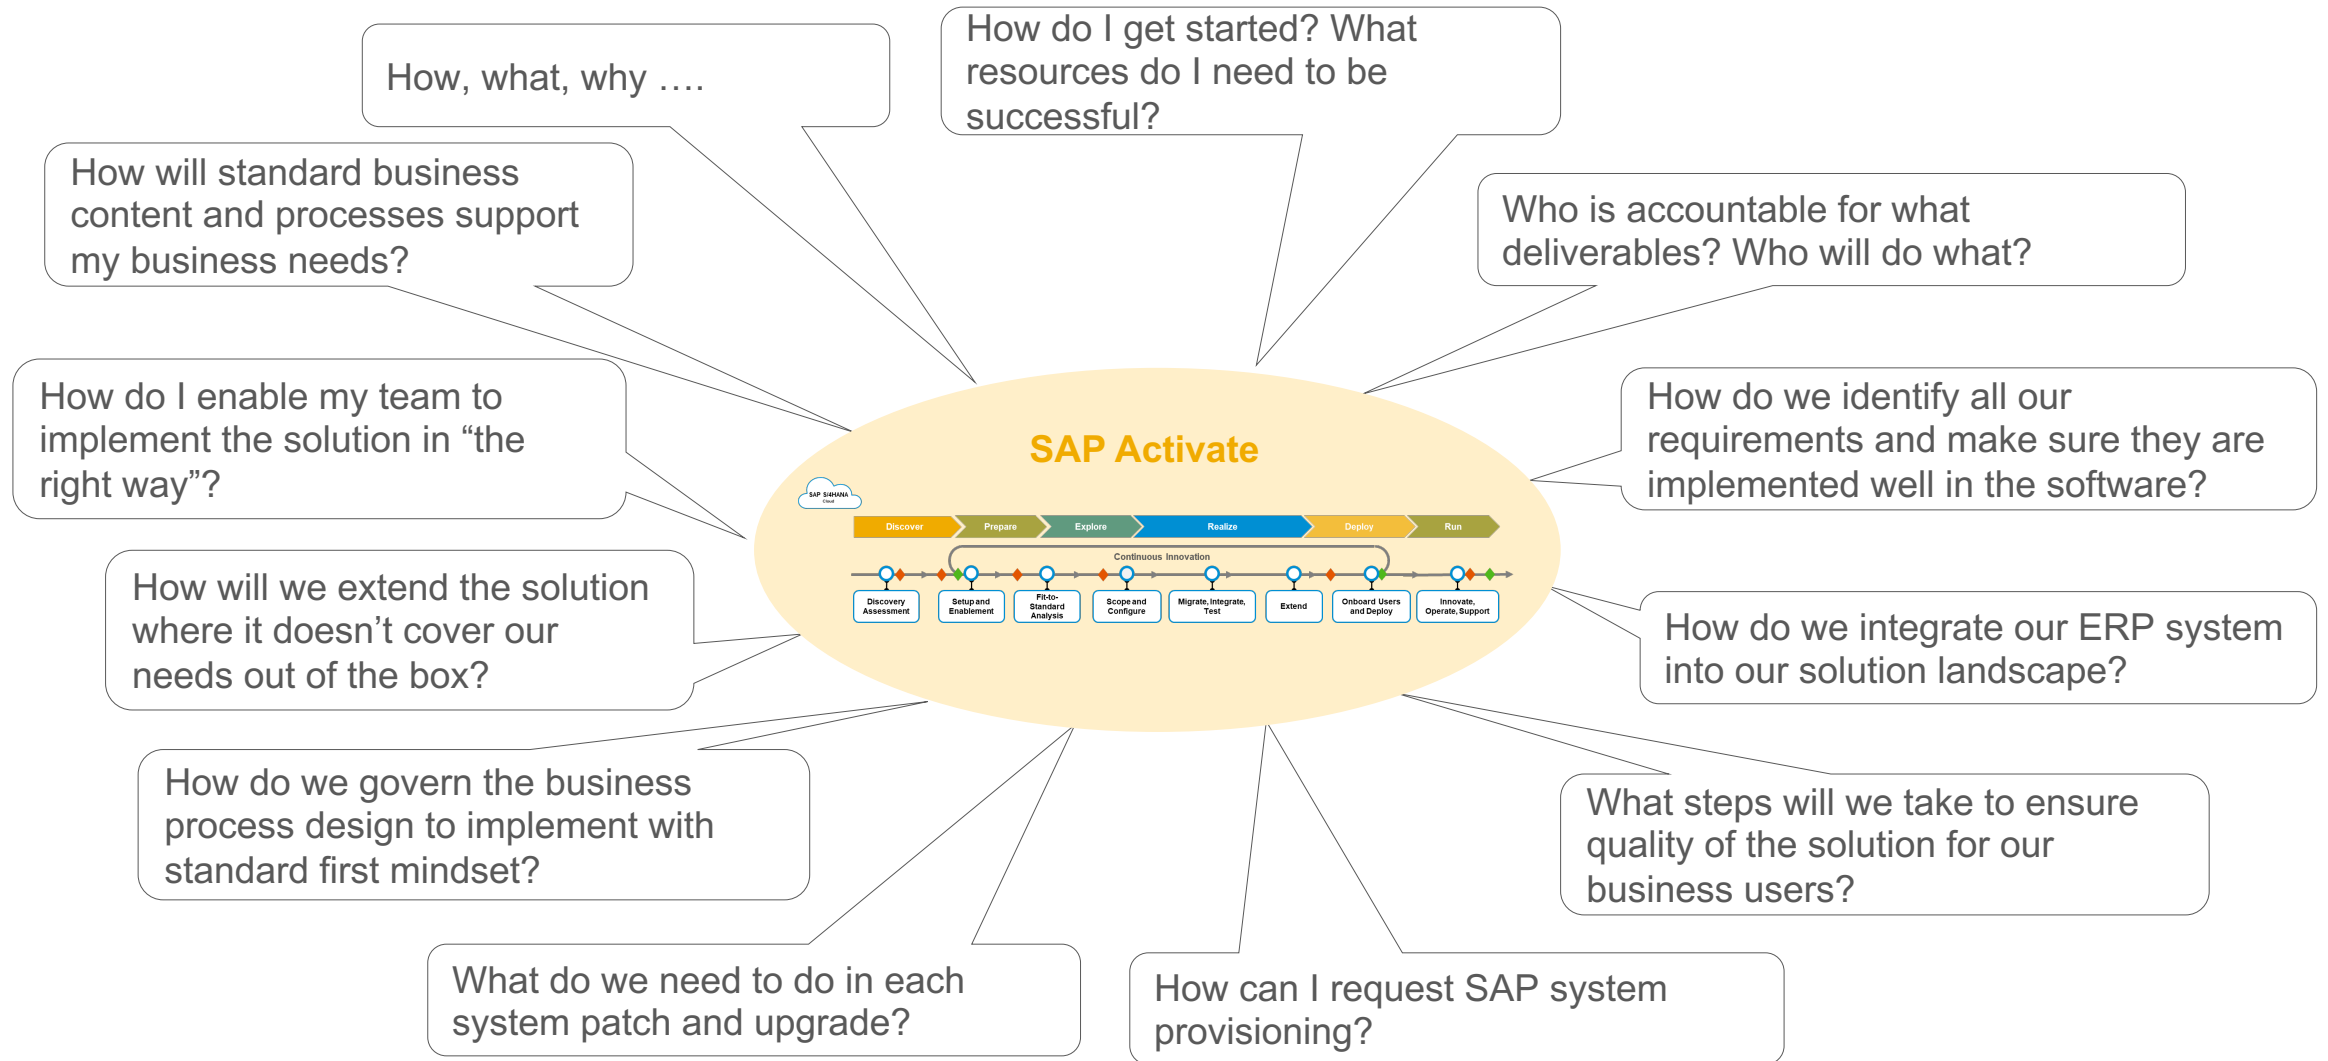 How, what, why ….
How do I get started? What
resources do I need to be
successful?
How will standard business
content and processes support
my business needs?
Who is accountable for what
deliverables? Who will do what?
How do I enable my team to
implement the solution in “the
right way”?
How do we identify all our
requirements and make sure they are
implemented well in the software?
SAP Activate
SAP S/4HANA
Cloud
Discover
Prepare
Explore
Realize
Deploy
Run
Continuous Innovation
Discovery
Assessment
Setup and
Enablement
Fit-to-
Standard
Analysis
Scope and
Configure
Migrate, Integrate,
Test
Extend
Onboard Users
and Deploy
Innovate,
Operate, Support
How will we extend the solution
where it doesn’t cover our
needs out of the box?
How do we integrate our ERP system
into our solution landscape?
How do we govern the business
process design to implement with
standard first mindset?
What steps will we take to ensure
quality of the solution for our
business users?
What do we need to do in each
system patch and upgrade?
How can I request SAP system
provisioning?